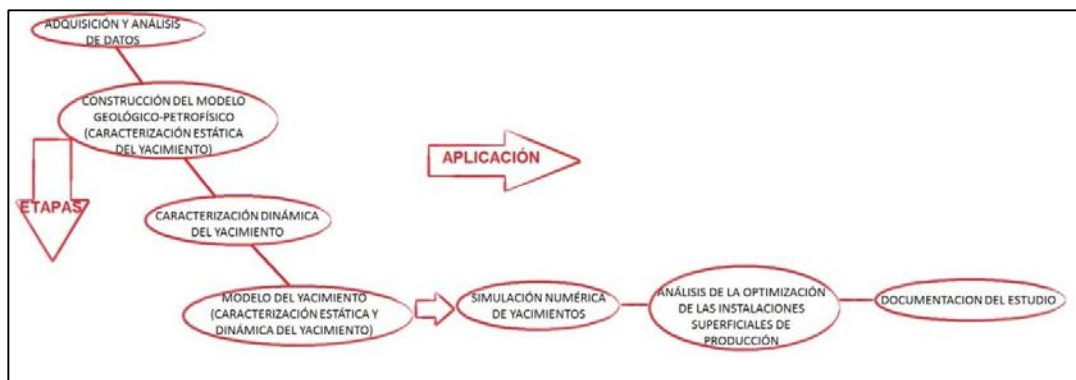 ADQUISICIÓN Y ANÁLISIS
DE DATOS
CONSTRUCCIÓN DEL MODELO
GEOLÓGICO-PETROFÍSICO
(CARACTERIZACIÓN ESTÁTICA
DEL YACIMIENTO)
APLICACIÓN
ETAPAS
CARACTERIZACIÓN DINÁMICA
DEL YACIMIENTO
MODELO DEL YACIMIENTO
(CARACTERIZACIÓN ESTÁTICA Y
DINÁMICA DEL YACIMIENTO)
SIMULACIÓN NUMÉRICA
DE YACIMIENTOS
ANÁLISIS DE LA OPTIMIZACIÓN
DE LAS INSTALACIONES
SUPERFICIALES DE
PRODUCCIÓN
DOCUMENTACION DEL ESTUDIO